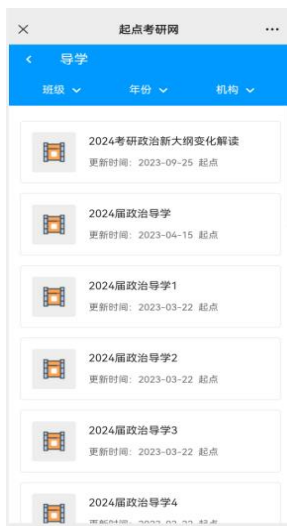 起点考研网
导学
班级 年份 机构
2024考研政治新大纲变化解读
更新时间: 2023-09-25 起点
2024届政治导学
更新时间: 2023-04-15 起点
2024届政治导学1
更新时间: 2023-03-22 起点
2024届政治导学2
更新时间: 2023-03-22 起点
2024届政治导学3
更新时间: 2023-03-22 起点
2024届政治导学4